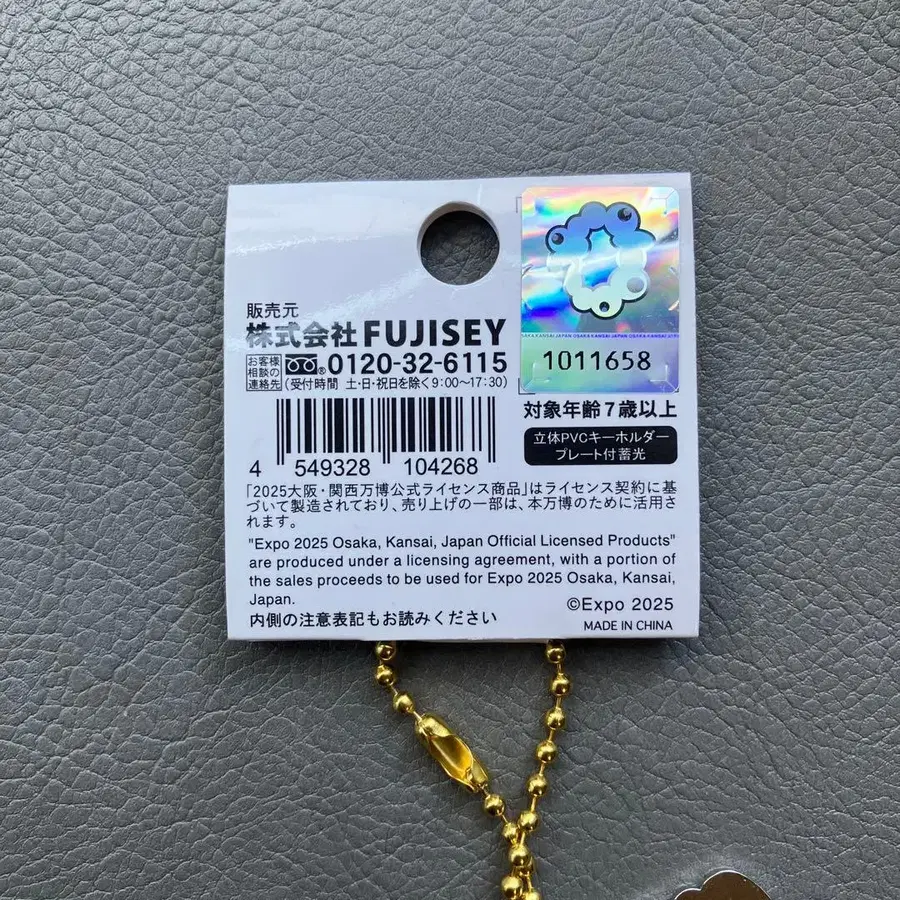 販売元
株式会社FUJISEY
お客様
相談の
連絡先
0120-32-6115
(受付時間 土・日・祝日を除く9:00〜17:30)
1011658
対象年齢7歳以上
立体PVCキーホルダー
プレート付蓄光
4 549328 104268
「2025大阪・関西万博公式ライセンス商品」はライセンス契約に基
づいて製造されており、売り上げの一部は、本万博のために活用さ
れます。
"Expo 2025 Osaka, Kansai, Japan Official Licensed Products"
are produced under a licensing agreement, with a portion of
the sales proceeds to be used for Expo 2025 Osaka, Kansai,
Japan.
©Expo 2025
内側の注意表記もお読みください
MADE IN CHINA